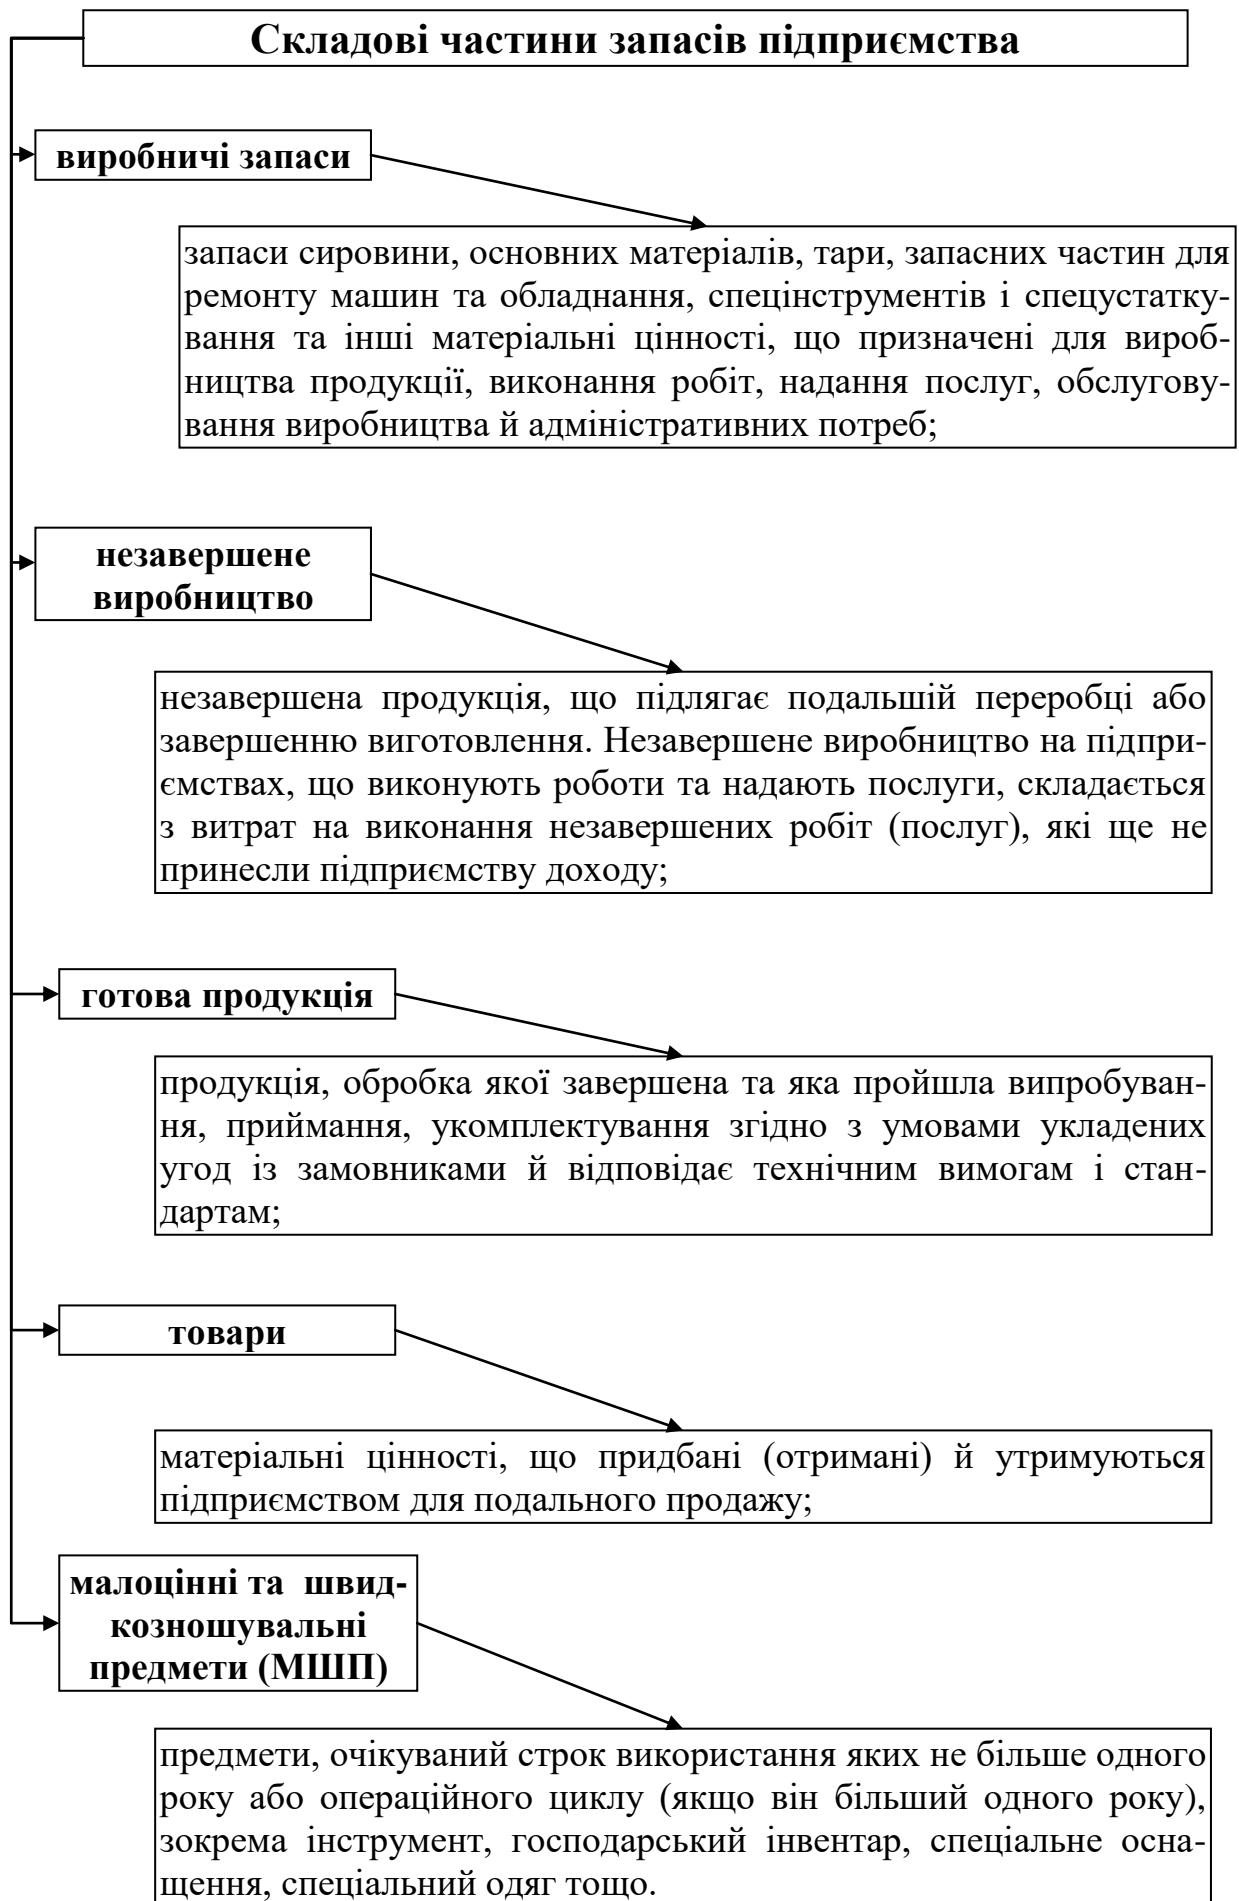 Складові частини запасів підприємства
виробничі запаси
запаси сировини, основних матеріалів, тари, запасних частин для
ремонту машин та обладнання, спецінструментів і спецустатку-
вання та інші матеріальні цінності, що призначені для вироб-
ництва продукції, виконання робіт, надання послуг, обслугову-
вання виробництва й адміністративних потреб;
незавершене
виробництво
незавершена продукція, що підлягає подальшій переробці або
завершенню виготовлення. Незавершене виробництво на підпри-
ємствах, що виконують роботи та надають послуги, складається
з витрат на виконання незавершених робіт (послуг), які ще не
принесли підприємству доходу;
готова продукція
продукція, обробка якої завершена та яка пройшла випробуван-
ня, приймання, укомплектування згідно з умовами укладених
угод із замовниками й відповідає технічним вимогам і стан-
дартам;
товари
матеріальні цінності, що придбані (отримані) й утримуються
підприємством для подального продажу;
малоцінні та швид-
козношувальні
предмети (МШП)
предмети, очікуваний строк використання яких не більше одного
року або операційного циклу (якщо він більший одного року),
зокрема інструмент, господарський інвентар, спеціальне осна-
щення, спеціальний одяг тощо.